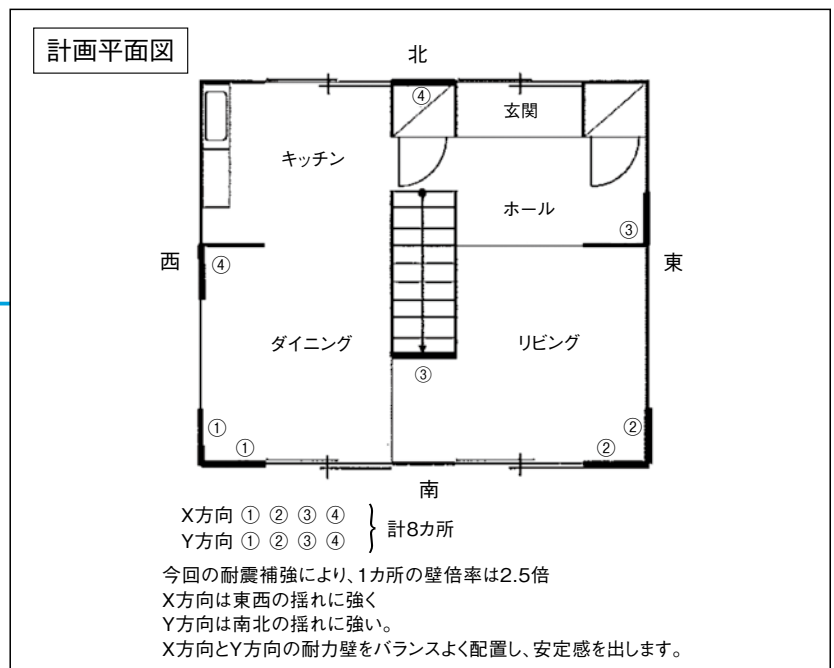 計画平面図
北
④
玄関
キッチン
ホール
③
西
④
東
ダイニング
リビング
③
①
①
②
②
南
X方向 ① ② ③ ④
Y方向 ① ② ③ ④
} 計8カ所
今回の耐震補強により、1カ所の壁倍率は2.5倍
X方向は東西の揺れに強く
Y方向は南北の揺れに強い。
X方向とY方向の耐力壁をバランスよく配置し、安定感を出します。